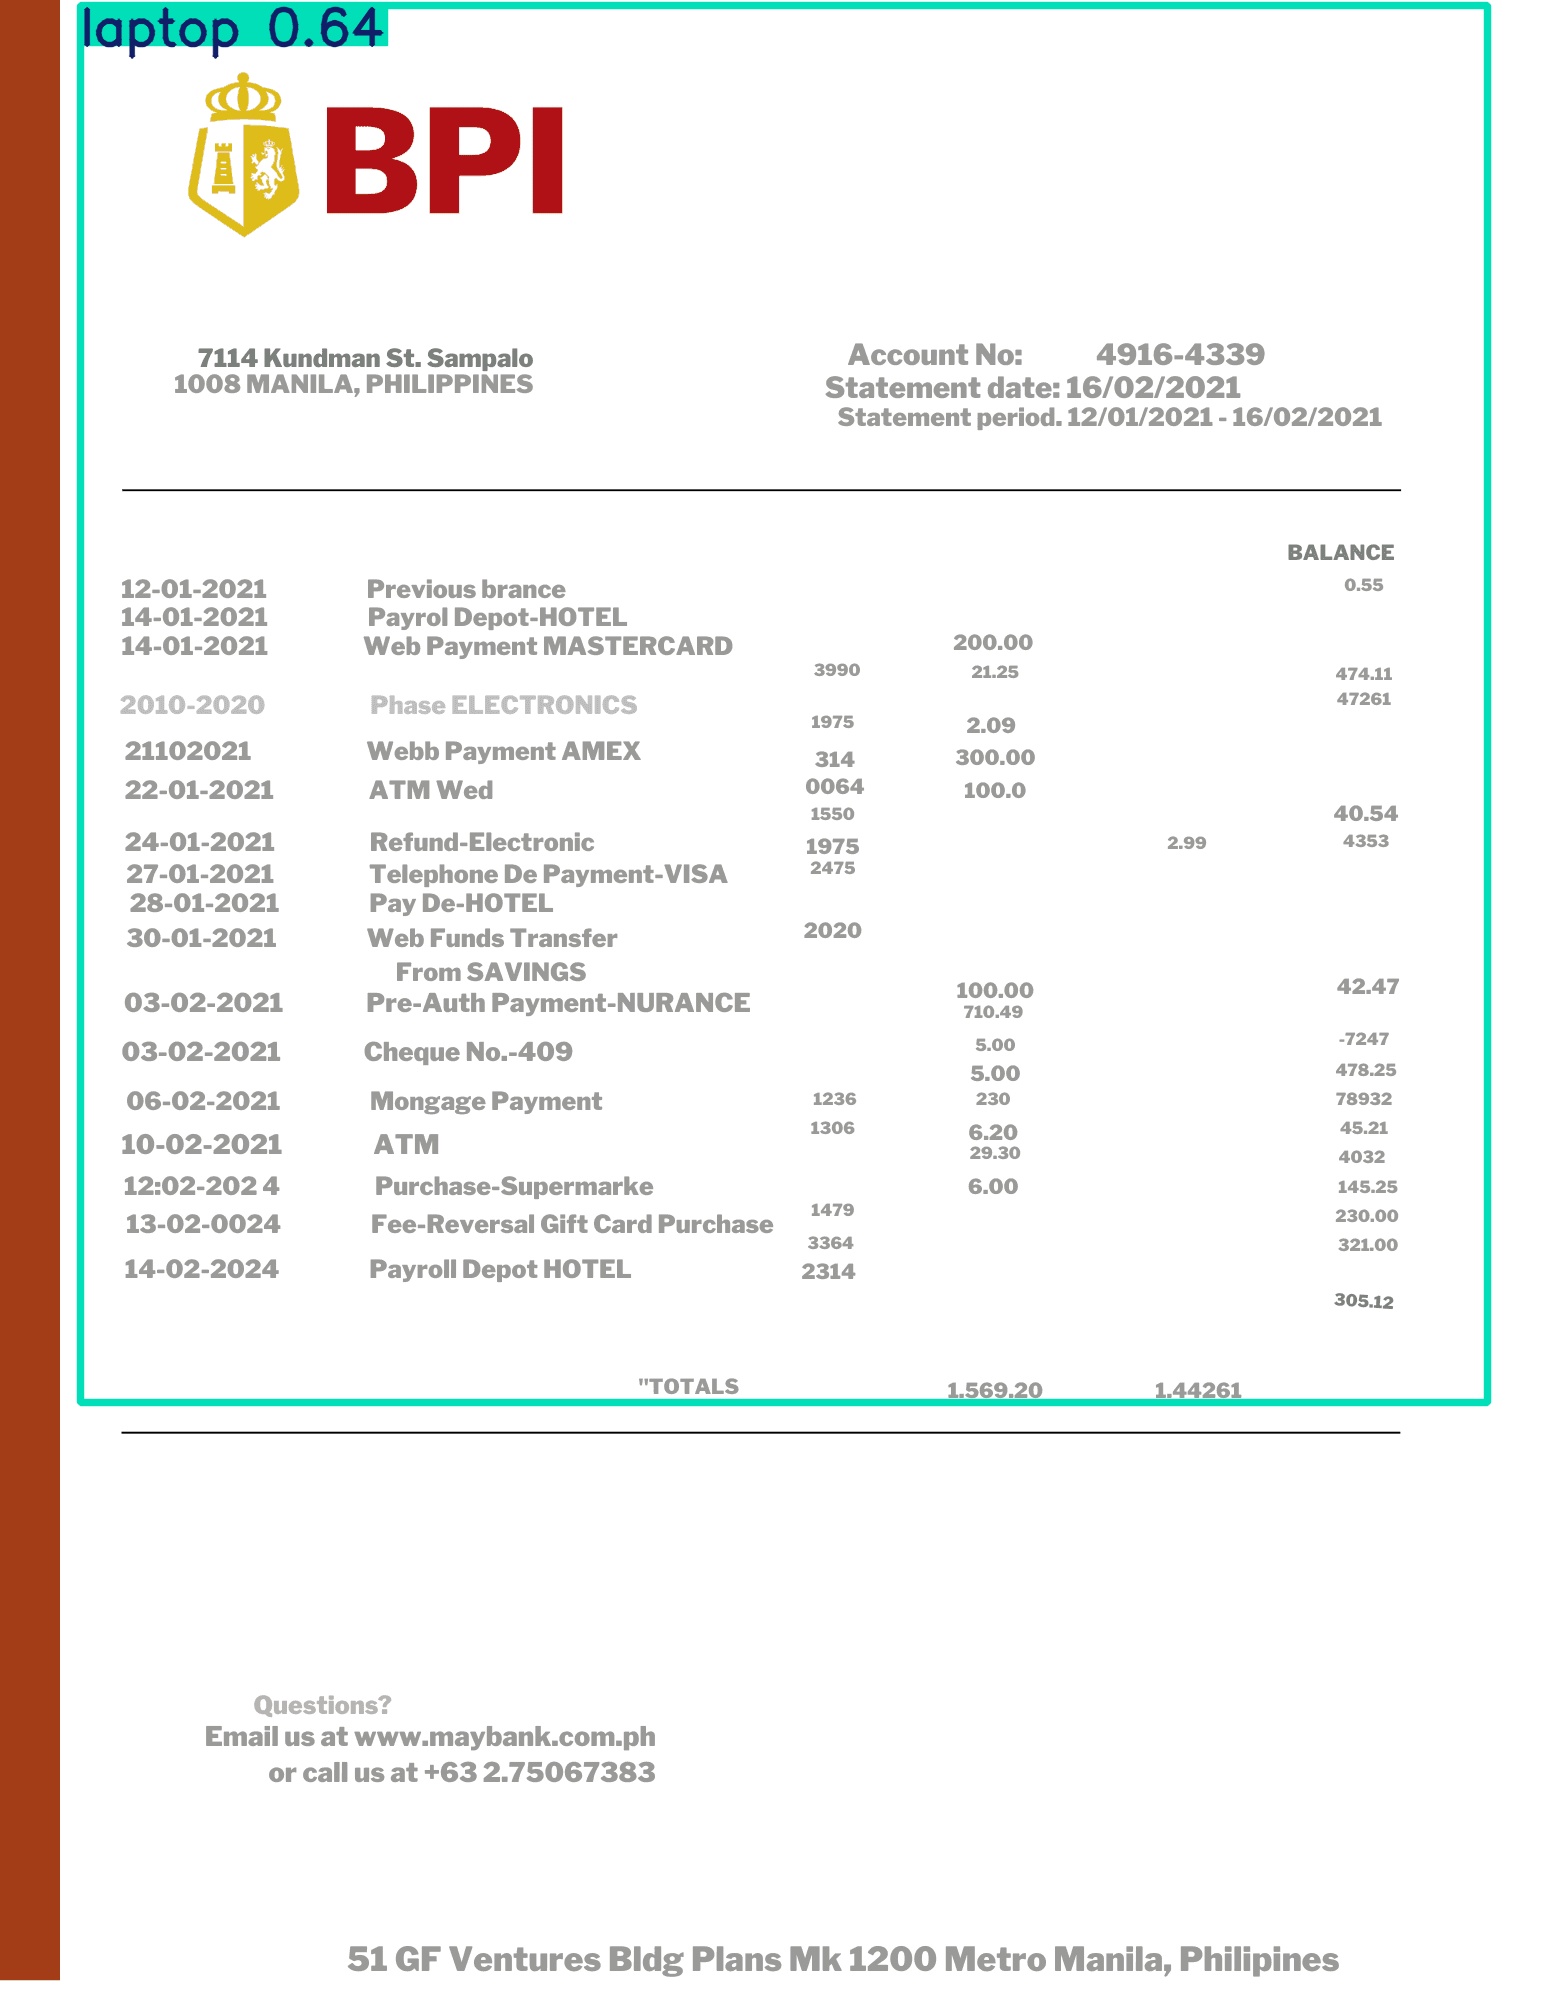 laptop 0.64
BPI
7114 Kundman St. Sampalo
1008 MANILA, PHILIPPINES
Account No: 4916-4339
Statement date: 16/02/2021
Statement period. 12/01/2021 - 16/02/2021
BALANCE
12-01-2021 Previous brance 0.55
14-01-2021 Payrol Depot-HOTEL
14-01-2021 Web Payment MASTERCARD 200.00
3990 21.25 474.11
2010-2020 Phase ELECTRONICS 47261
1975 2.09
21102021 Webb Payment AMEX 314 300.00
22-01-2021 ATM Wed 0064 100.0
1550 40.54
24-01-2021 Refund-Electronic 1975 2.99 4353
27-01-2021 Telephone De Payment-VISA 2475
28-01-2021 Pay De-HOTEL
30-01-2021 Web Funds Transfer 2020
From SAVINGS
100.00 42.47
03-02-2021 Pre-Auth Payment-NURANCE 710.49
03-02-2021 Cheque No.-409 5.00 -7247
5.00 478.25
06-02-2021 Mongage Payment 1236 230 78932
1306 6.20 45.21
10-02-2021 ATM 29.30 4032
12:02-202 4 Purchase-Supermarke 6.00 145.25
1479 230.00
13-02-0024 Fee-Reversal Gift Card Purchase
3364 321.00
14-02-2024 Payroll Depot HOTEL 2314
305.12
"TOTALS 1.569.20 1.44261
Questions?
Email us at www.maybank.com.ph
or call us at +63 2.75067383
51 GF Ventures Bldg Plans Mk 1200 Metro Manila, Philipines